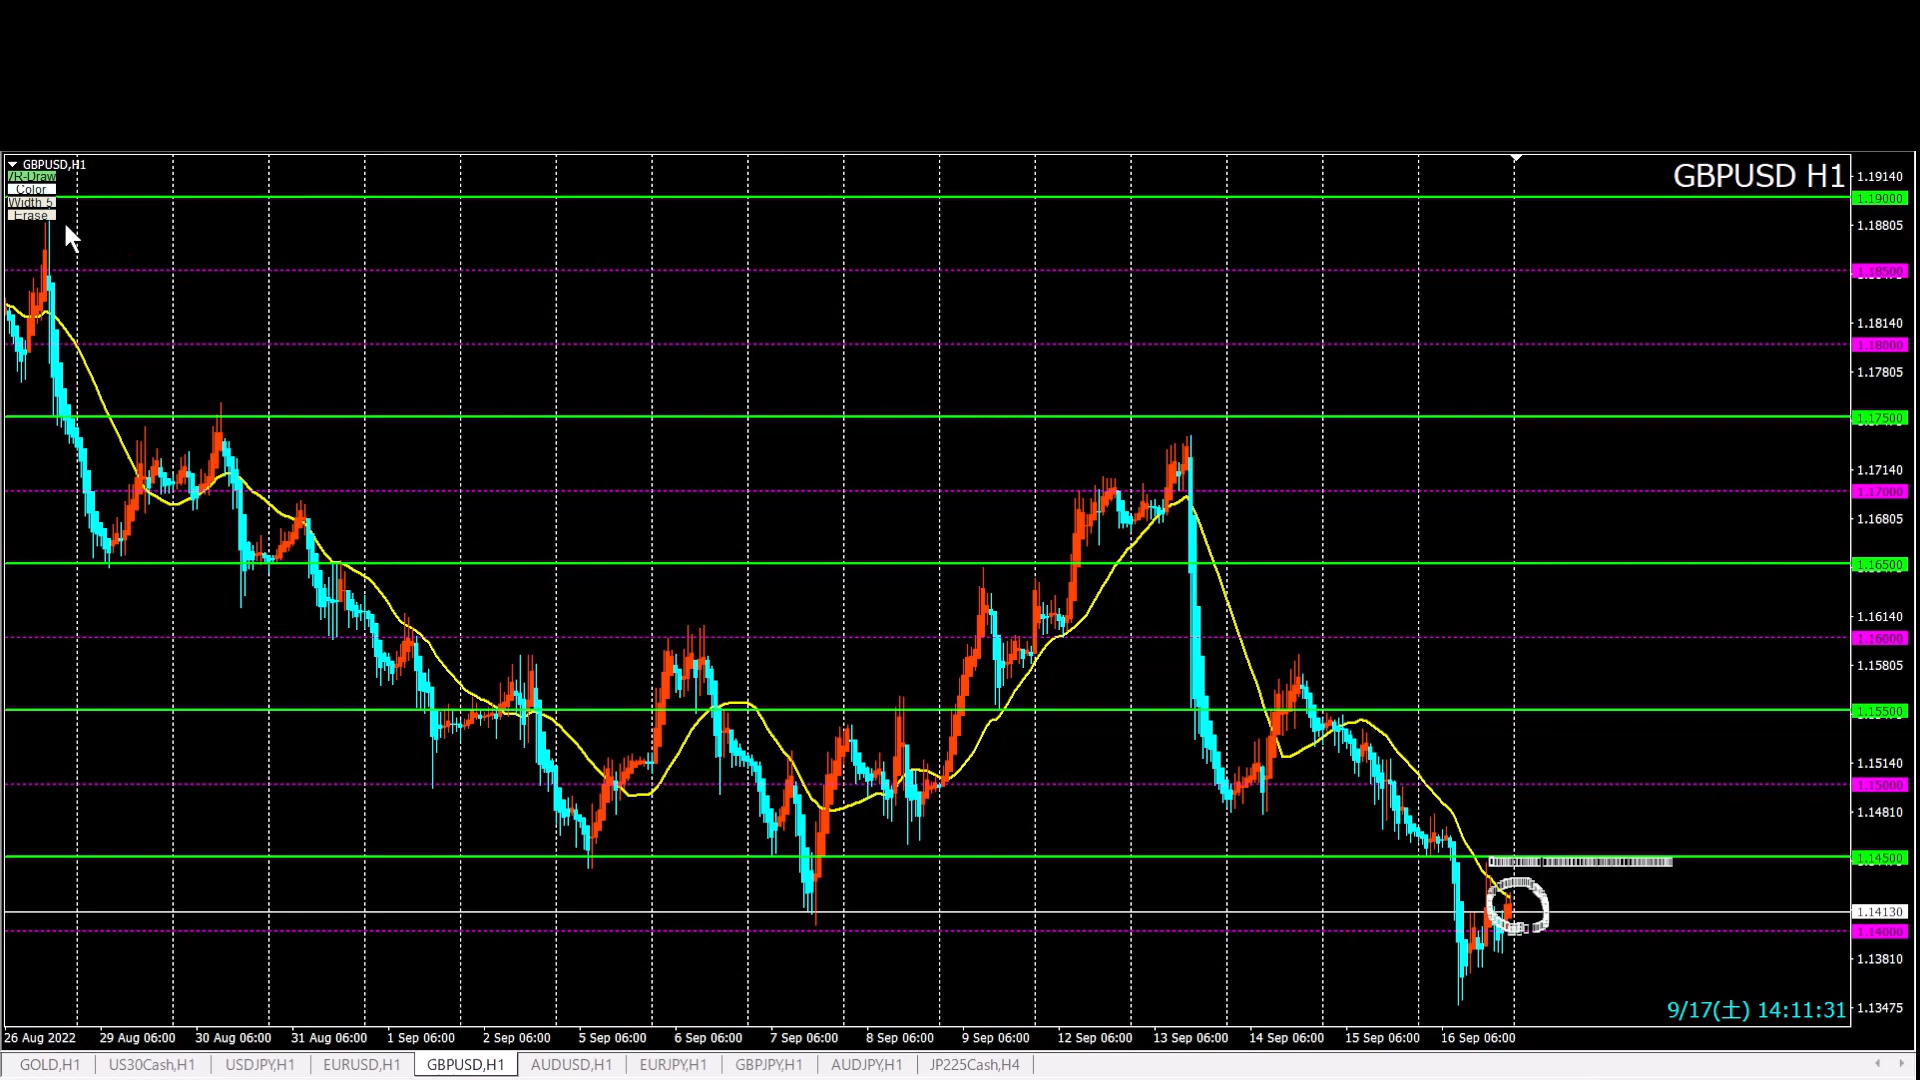 GBPUSD,H1
GBPUSD H1
/R-Draw
Color
Width 5
Erase
1.19140
1.19000
1.18805
1.18500
1.18140
1.18000
1.17805
1.17500
1.17140
1.17000
1.16805
1.16500
1.16140
1.16000
1.15805
1.15500
1.15140
1.15000
1.14810
1.14500
1.14130
1.14000
1.13810
1.13475
9/17(土) 14:11:31
26 Aug 2022 29 Aug 06:00 30 Aug 06:00 31 Aug 06:00 1 Sep 06:00 2 Sep 06:00 5 Sep 06:00 6 Sep 06:00 7 Sep 06:00 8 Sep 06:00 9 Sep 06:00 12 Sep 06:00 13 Sep 06:00 14 Sep 06:00 15 Sep 06:00 16 Sep 06:00
GOLD,H1 US30Cash,H1 USDJPY,H1 EURUSD,H1 GBPUSD,H1 AUDUSD,H1 EURJPY,H1 GBPJPY,H1 AUDJPY,H1 JP225Cash,H4